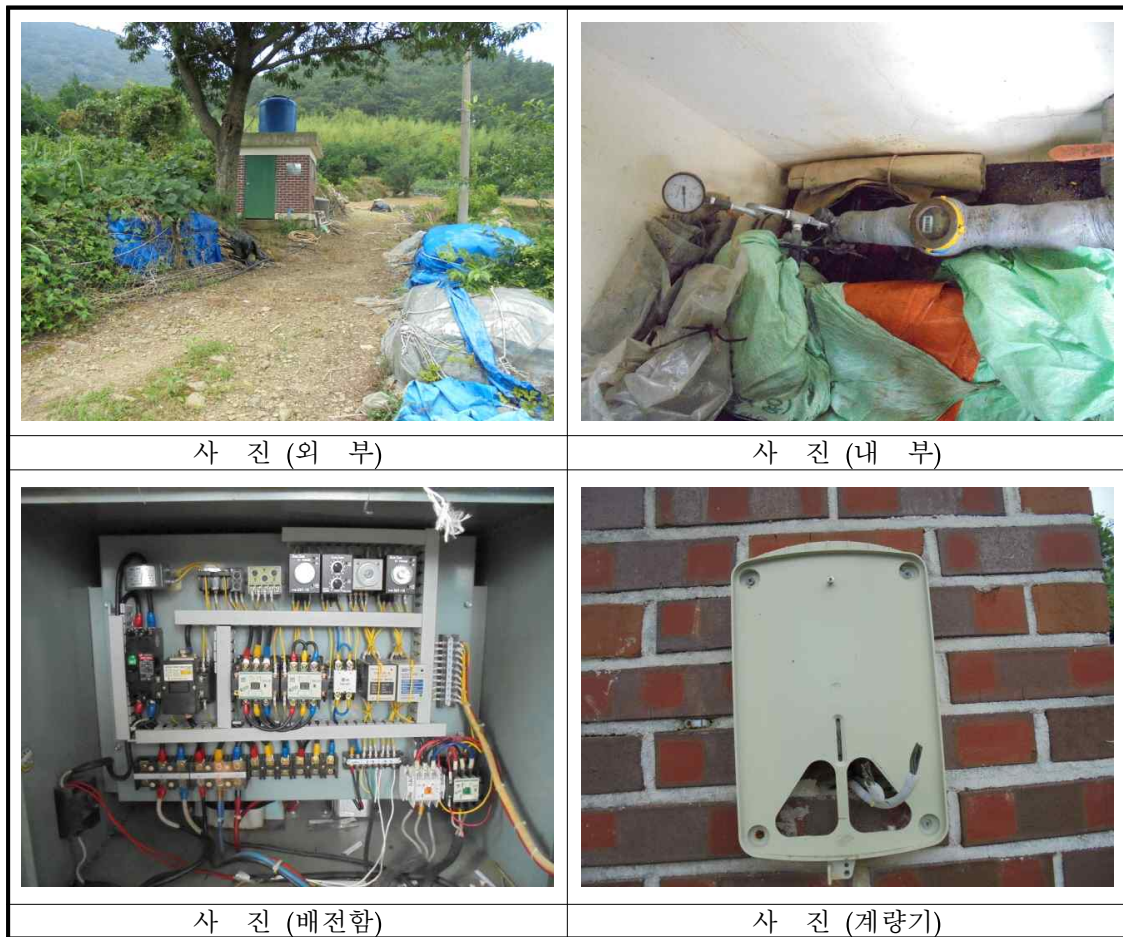 사 진 (외 부)
사 진 (내 부)
사 진 (배전함)
사 진 (계량기)